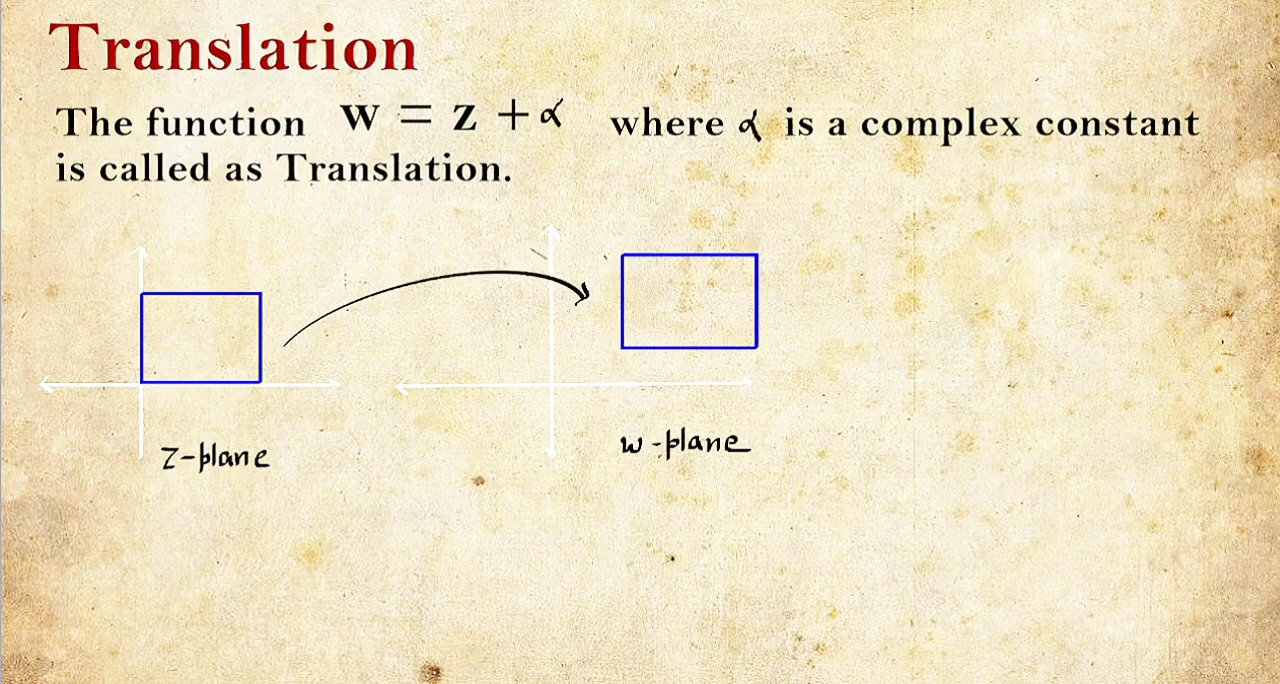 Translation
The function w = z + α where α is a complex constant
is called as Translation.
z-plane
w-plane